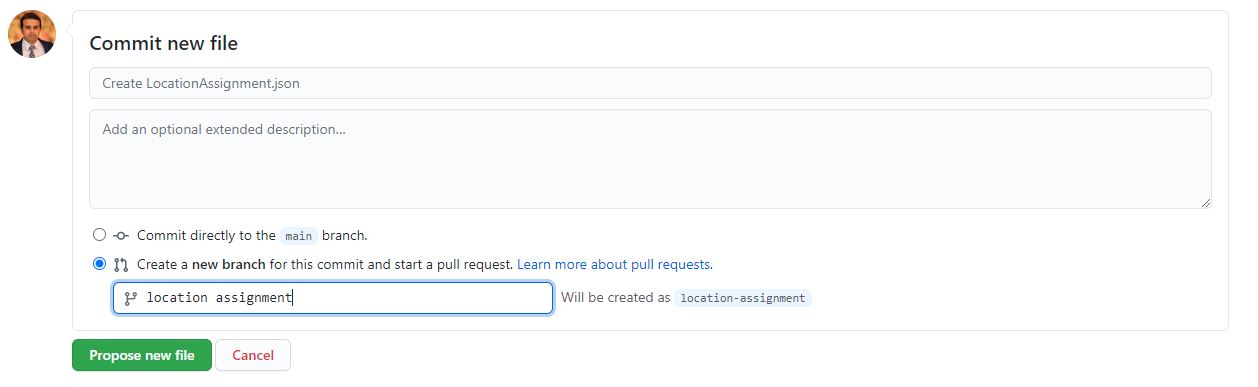 Commit new file
Create LocationAssignment.json
Add an optional extended description...
Commit directly to the main branch.
Create a new branch for this commit and start a pull request. Learn more about pull requests.
location assignment Will be created as location-assignment
Propose new file Cancel